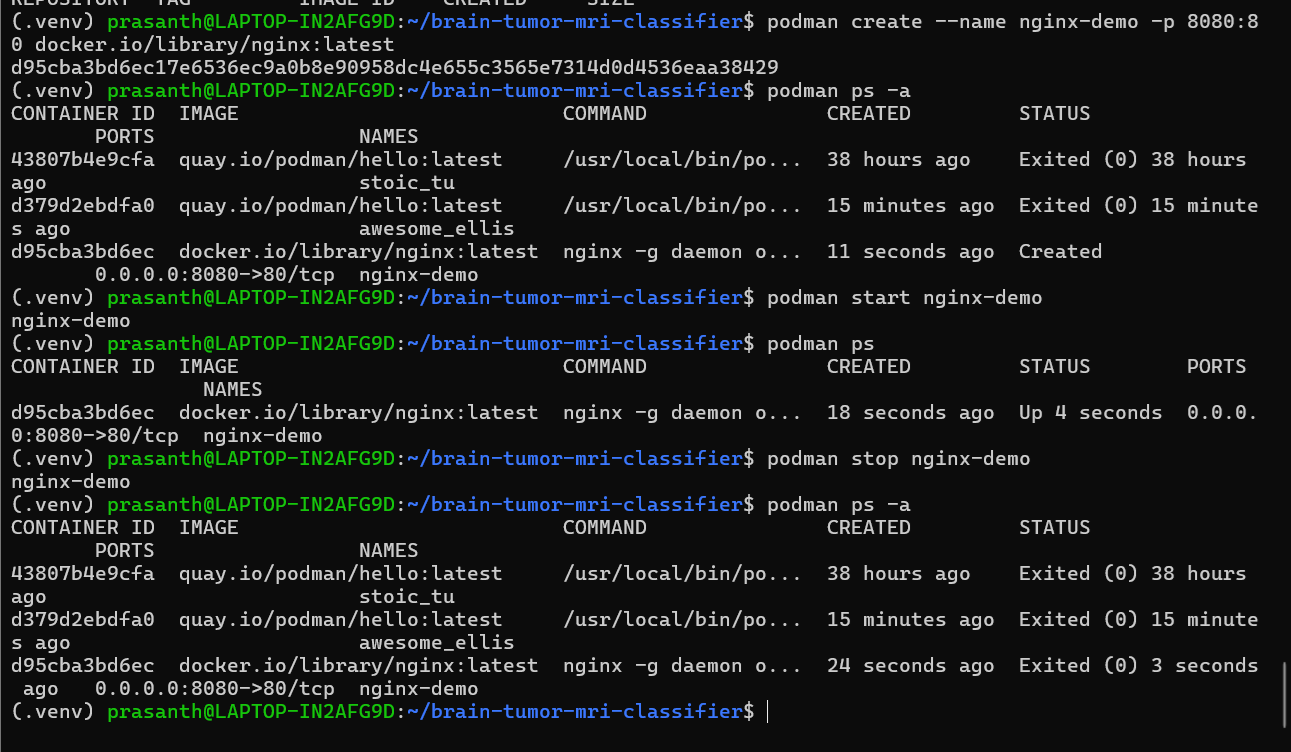 REPOSITORY  TAG         IMAGE ID    CREATED     SIZE
(.venv) prasanth@LAPTOP-IN2AFG9D:~/brain-tumor-mri-classifier$ podman create --name nginx-demo -p 8080:8
0 docker.io/library/nginx:latest
d95cba3bd6ec17e6536ec9a0b8e90958dc4e655c3565e7314d0d4536eaa38429
(.venv) prasanth@LAPTOP-IN2AFG9D:~/brain-tumor-mri-classifier$ podman ps -a
CONTAINER ID  IMAGE                           COMMAND               CREATED         STATUS
       PORTS                 NAMES
43807b4e9cfa  quay.io/podman/hello:latest     /usr/local/bin/po...  38 hours ago    Exited (0) 38 hours
ago                          stoic_tu
d379d2ebdfa0  quay.io/podman/hello:latest     /usr/local/bin/po...  15 minutes ago  Exited (0) 15 minute
s ago                        awesome_ellis
d95cba3bd6ec  docker.io/library/nginx:latest  nginx -g daemon o...  11 seconds ago  Created
       0.0.0.0:8080->80/tcp  nginx-demo
(.venv) prasanth@LAPTOP-IN2AFG9D:~/brain-tumor-mri-classifier$ podman start nginx-demo
nginx-demo
(.venv) prasanth@LAPTOP-IN2AFG9D:~/brain-tumor-mri-classifier$ podman ps
CONTAINER ID  IMAGE                           COMMAND               CREATED         STATUS        PORTS
                NAMES
d95cba3bd6ec  docker.io/library/nginx:latest  nginx -g daemon o...  18 seconds ago  Up 4 seconds  0.0.0.
0:8080->80/tcp  nginx-demo
(.venv) prasanth@LAPTOP-IN2AFG9D:~/brain-tumor-mri-classifier$ podman stop nginx-demo
nginx-demo
(.venv) prasanth@LAPTOP-IN2AFG9D:~/brain-tumor-mri-classifier$ podman ps -a
CONTAINER ID  IMAGE                           COMMAND               CREATED         STATUS
       PORTS                 NAMES
43807b4e9cfa  quay.io/podman/hello:latest     /usr/local/bin/po...  38 hours ago    Exited (0) 38 hours
ago                          stoic_tu
d379d2ebdfa0  quay.io/podman/hello:latest     /usr/local/bin/po...  15 minutes ago  Exited (0) 15 minute
s ago                        awesome_ellis
d95cba3bd6ec  docker.io/library/nginx:latest  nginx -g daemon o...  24 seconds ago  Exited (0) 3 seconds
 ago   0.0.0.0:8080->80/tcp  nginx-demo
(.venv) prasanth@LAPTOP-IN2AFG9D:~/brain-tumor-mri-classifier$